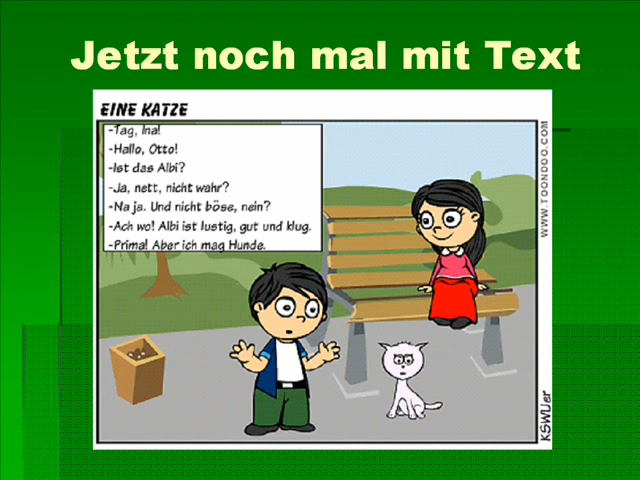 Jetzt noch mal mit Text
EINE KATZE
-Tag, Ina!
-Hallo, Otto!
-Ist das Albi?
-Ja, nett, nicht wahr?
-Na ja. Und nicht böse, nein?
-Ach wo! Albi ist lustig, gut und klug.
-Prima! Aber ich mag Hunde.
WWW.TOONDOO.COM
KSWUer